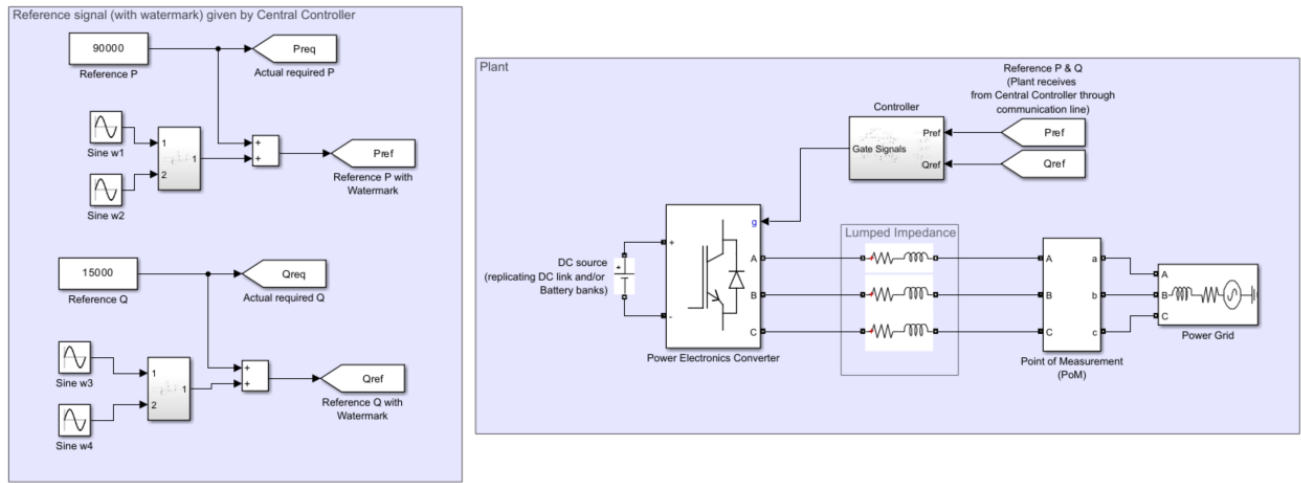 Reference signal (with watermark) given by Central Controller
90000
Reference P
Preq
Actual required P
Sine w1
Sine w2
1
2
1
+
+
Pref
Reference P with
Watermark
15000
Reference Q
Qreq
Actual required Q
Sine w3
Sine w4
1
2
1
+
+
Qref
Reference Q with
Watermark
Plant
Reference P & Q
(Plant receives
from Central Controller through
communication line)
Controller
Gate Signals
Pref
Qref
Pref
Qref
DC source
(replicating DC link and/or
Battery banks)
+
-
+
g
A
B
C
Power Electronics Converter
Lumped Impedance
A
B
C
a
b
c
Point of Measurement
(PoM)
A
B
C
Power Grid